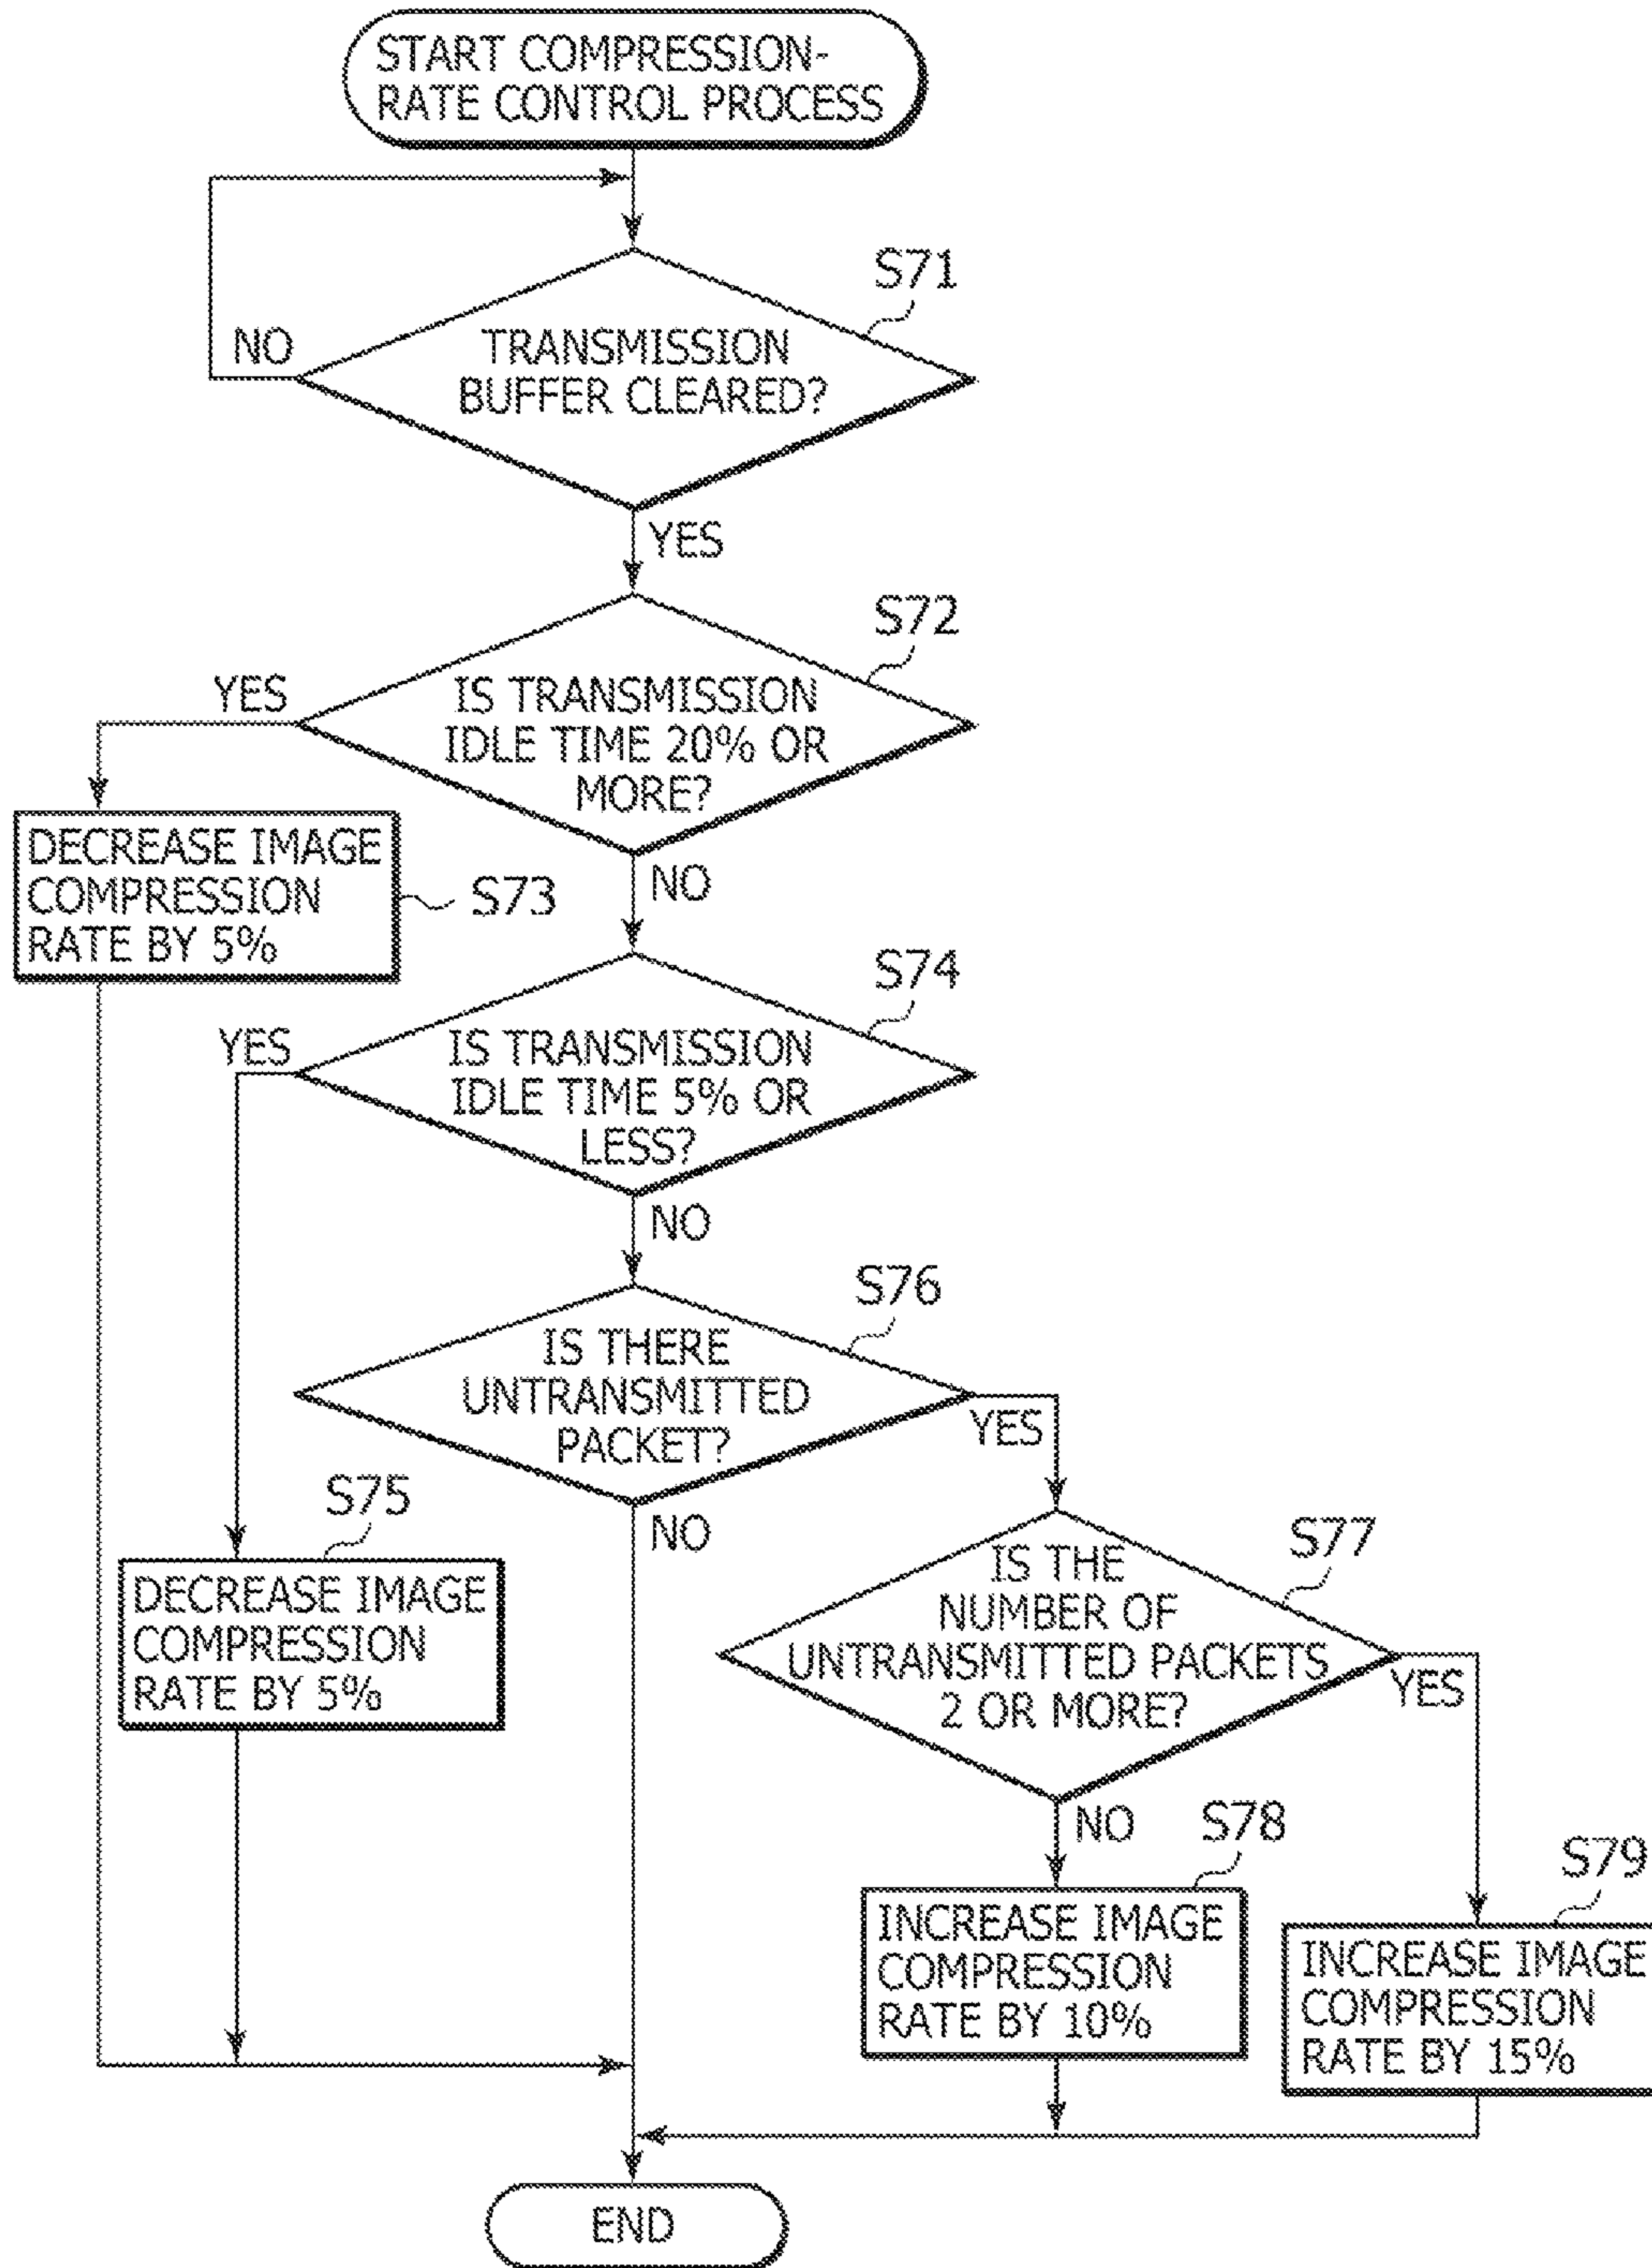 START COMPRESSION-
RATE CONTROL PROCESS
S71
NO
TRANSMISSION
BUFFER CLEARED?
YES
S72
YES
IS TRANSMISSION
IDLE TIME 20% OR
MORE?
DECREASE IMAGE
COMPRESSION
RATE BY 5%
S73
NO
S74
YES
IS TRANSMISSION
IDLE TIME 5% OR
LESS?
NO
S76
IS THERE
UNTRANSMITTED
PACKET?
YES
S75
NO
S77
DECREASE IMAGE
COMPRESSION
RATE BY 5%
IS THE
NUMBER OF
UNTRANSMITTED PACKETS
2 OR MORE?
YES
NO
S78
S79
INCREASE IMAGE
COMPRESSION
RATE BY 10%
INCREASE IMAGE
COMPRESSION
RATE BY 15%
END